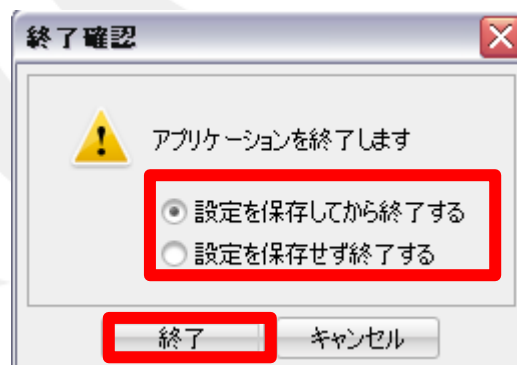 終了確認
アプリケーションを終了します
設定を保存してから終了する
設定を保存せず終了する
終了
キャンセル